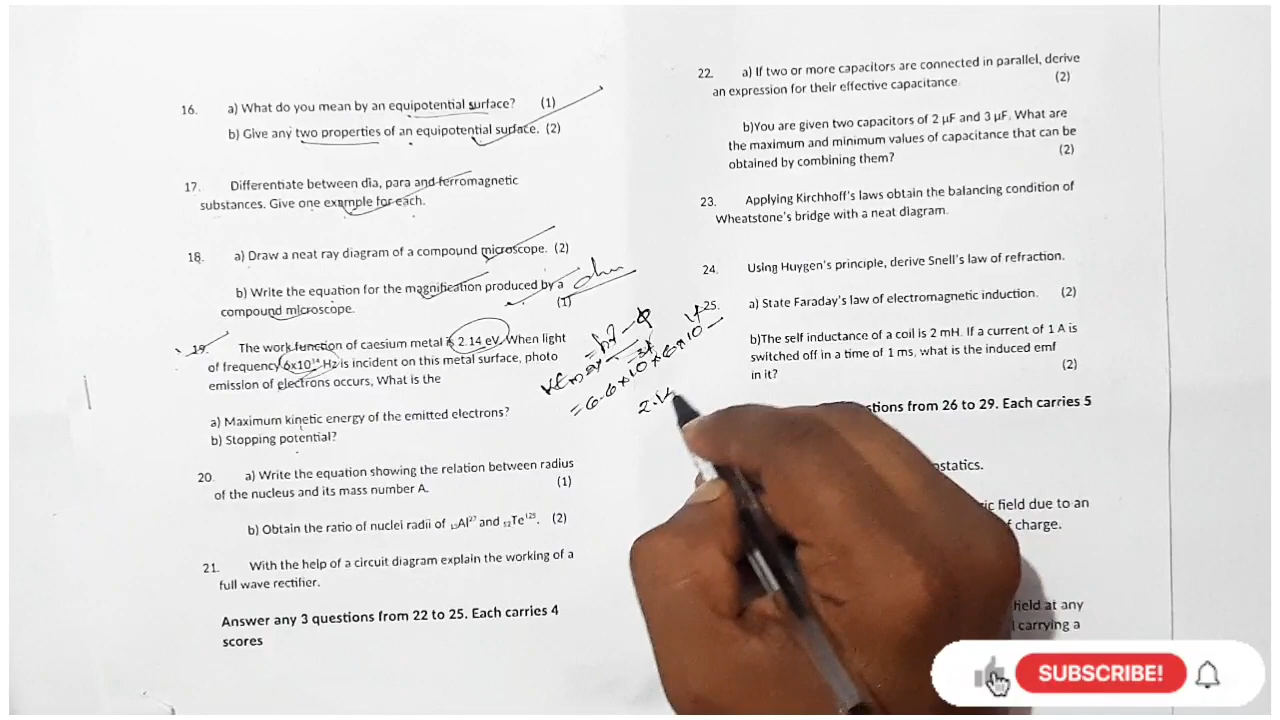 16. a) What do you mean by an equipotential surface? (1)
b) Give any two properties of an equipotential surface. (2)
17. Differentiate between dia, para and ferromagnetic
substances. Give one example for each.
18. a) Draw a neat ray diagram of a compound microscope. (2)
b) Write the equation for the magnification produced by a
compound microscope. (1)
19. The work function of caesium metal is 2.14 eV. When light
of frequency 6x10¹⁴ Hz is incident on this metal surface, photo
emission of electrons occurs, What is the
a) Maximum kinetic energy of the emitted electrons?
b) Stopping potential?
20. a) Write the equation showing the relation between radius
of the nucleus and its mass number A. (1)
b) Obtain the ratio of nuclei radii of ₁₃Al²⁷ and ₅₂Te¹²⁵. (2)
21. With the help of a circuit diagram explain the working of a
full wave rectifier.
Answer any 3 questions from 22 to 25. Each carries 4
scores
KEmax = hf - ϕ
= 6.6 × 10⁻³⁴ × 6 × 10¹⁴ -
2.14
22. a) If two or more capacitors are connected in parallel, derive
an expression for their effective capacitance. (2)
b)You are given two capacitors of 2 μF and 3 μF. What are
the maximum and minimum values of capacitance that can be
obtained by combining them? (2)
23. Applying Kirchhoff's laws obtain the balancing condition of
Wheatstone's bridge with a neat diagram.
24. Using Huygen's principle, derive Snell's law of refraction.
25. a) State Faraday's law of electromagnetic induction. (2)
b)The self inductance of a coil is 2 mH. If a current of 1 A is
switched off in a time of 1 ms, what is the induced emf
in it? (2)
stions from 26 to 29. Each carries 5
ostatics.
ic field due to an
f charge.
field at any
l carrying a
SUBSCRIBE!